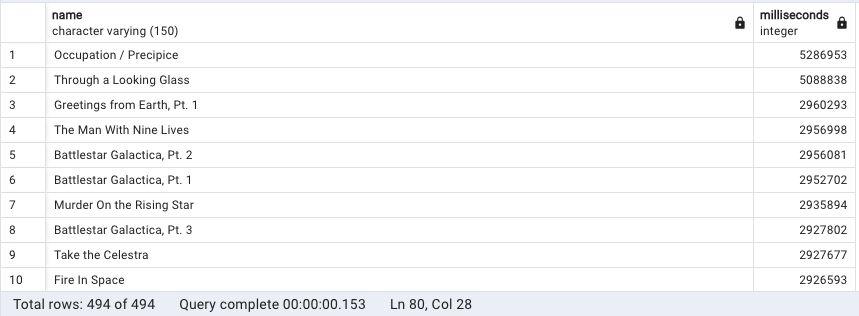 name milliseconds
character varying (150) integer
1 Occupation / Precipice 5286953
2 Through a Looking Glass 5088838
3 Greetings from Earth, Pt. 1 2960293
4 The Man With Nine Lives 2956998
5 Battlestar Galactica, Pt. 2 2956081
6 Battlestar Galactica, Pt. 1 2952702
7 Murder On the Rising Star 2935894
8 Battlestar Galactica, Pt. 3 2927802
9 Take the Celestra 2927677
10 Fire In Space 2926593
Total rows: 494 of 494 Query complete 00:00:00.153 Ln 80, Col 28